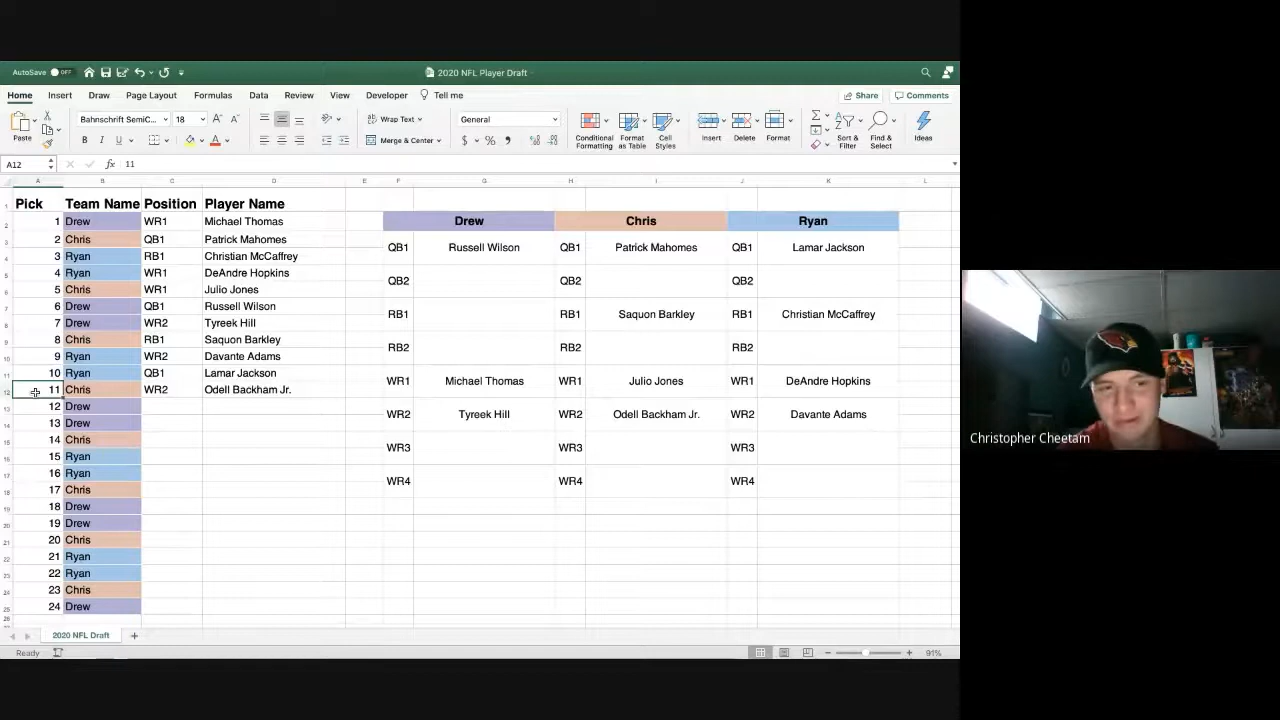 AutoSave OFF
2020 NFL Player Draft
Home Insert Draw Page Layout Formulas Data Review View Developer Tell me
Share Comments
Paste
Bahnschrift SemiC... 18 A A
B I U A
Wrap Text
Merge & Center
General
$ % ,
Conditional Formatting
Format as Table
Cell Styles
Insert Delete Format
Sort & Filter
Find & Select
Ideas
A12 fx 11
A B C D E F G H I J K L
Pick Team Name Position Player Name
1 Drew WR1 Michael Thomas
2 Chris QB1 Patrick Mahomes
3 Ryan RB1 Christian McCaffrey
4 Ryan WR1 DeAndre Hopkins
5 Chris WR1 Julio Jones
6 Drew QB1 Russell Wilson
7 Drew WR2 Tyreek Hill
8 Chris RB1 Saquon Barkley
9 Ryan WR2 Davante Adams
10 Ryan QB1 Lamar Jackson
11 Chris WR2 Odell Backham Jr.
12 Drew
13 Drew
14 Chris
15 Ryan
16 Ryan
17 Chris
18 Drew
19 Drew
20 Chris
21 Ryan
22 Ryan
23 Chris
24 Drew
Drew Chris Ryan
QB1 Russell Wilson QB1 Patrick Mahomes QB1 Lamar Jackson
QB2 QB2 QB2
RB1 RB1 Saquon Barkley RB1 Christian McCaffrey
RB2 RB2 RB2
WR1 Michael Thomas WR1 Julio Jones WR1 DeAndre Hopkins
WR2 Tyreek Hill WR2 Odell Backham Jr. WR2 Davante Adams
WR3 WR3 WR3
WR4 WR4 WR4
2020 NFL Draft +
Ready
91%
Christopher Cheetam